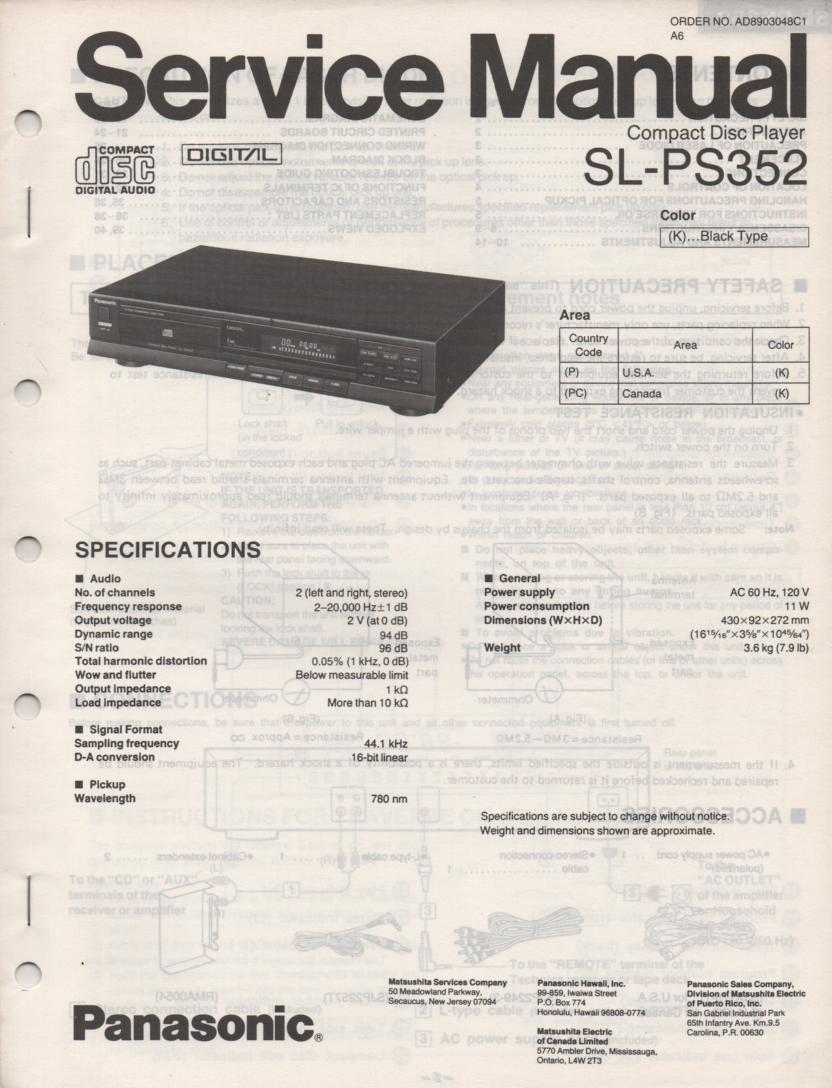 ORDER NO. AD8903048C1
A6
Service Manual
Compact Disc Player
SL-PS352
COMPACT
disc
DIGITAL AUDIO
DIGITAL
Color
(K)...Black Type
Panasonic
Area
Country Code Area Color
(P) U.S.A. (K)
(PC) Canada (K)
SPECIFICATIONS
■ Audio
No. of channels 2 (left and right, stereo)
Frequency response 2–20,000 Hz±1 dB
Output voltage 2 V (at 0 dB)
Dynamic range 94 dB
S/N ratio 96 dB
Total harmonic distortion 0.05% (1 kHz, 0 dB)
Wow and flutter Below measurable limit
Output impedance 1 kΩ
Load impedance More than 10 kΩ
■ Signal Format
Sampling frequency 44.1 kHz
D-A conversion 16-bit linear
■ Pickup
Wavelength 780 nm
■ General
Power supply AC 60 Hz, 120 V
Power consumption 11 W
Dimensions (W×H×D) 430×92×272 mm
(16 15/16"×3 5/8"×10 45/64")
Weight 3.6 kg (7.9 lb)
Specifications are subject to change without notice.
Weight and dimensions shown are approximate.
Panasonic®
Matsushita Services Company
50 Meadowland Parkway,
Secaucus, New Jersey 07094
Panasonic Hawaii, Inc.
99-859, Iwaiwa Street
P.O. Box 774
Honolulu, Hawaii 96808-0774
Matsushita Electric
of Canada Limited
5770 Ambler Drive, Mississauga,
Ontario, L4W 2T3
Panasonic Sales Company,
Division of Matsushita Electric
of Puerto Rico, Inc.
San Gabriel Industrial Park
65th Infantry Ave. Km.9.5
Carolina, P.R. 00630